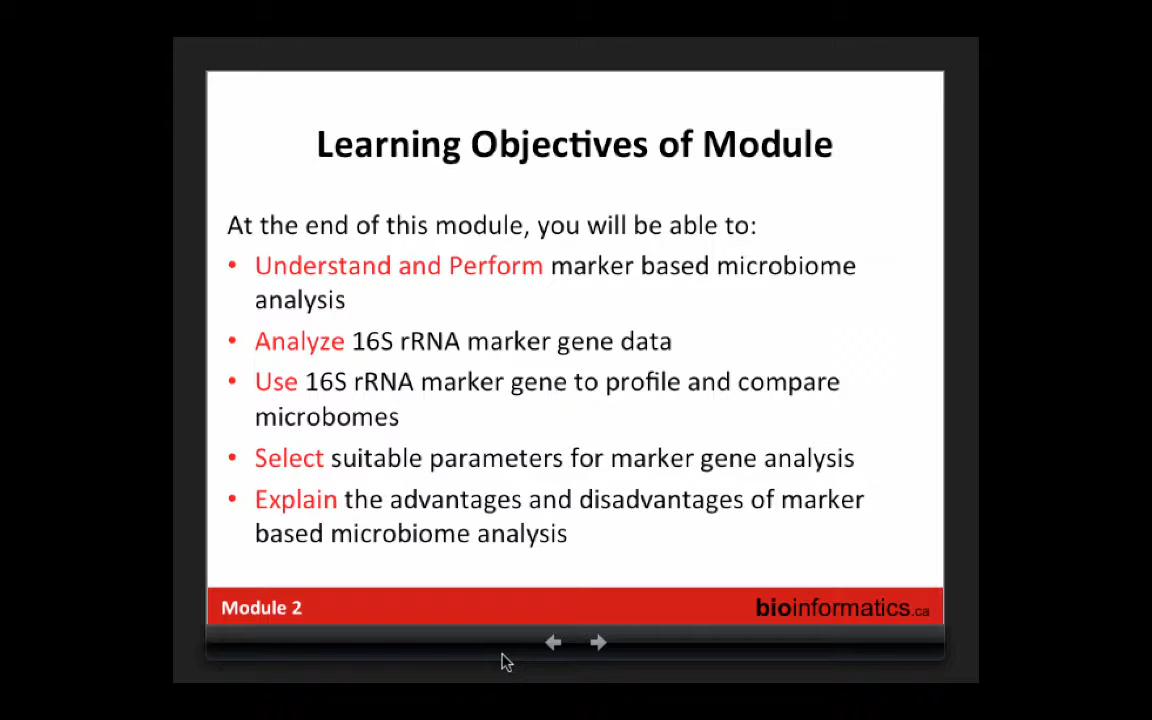 Learning Objectives of Module
At the end of this module, you will be able to:
• Understand and Perform marker based microbiome
analysis
• Analyze 16S rRNA marker gene data
• Use 16S rRNA marker gene to profile and compare
microbomes
• Select suitable parameters for marker gene analysis
• Explain the advantages and disadvantages of marker
based microbiome analysis
Module 2
bioinformatics.ca